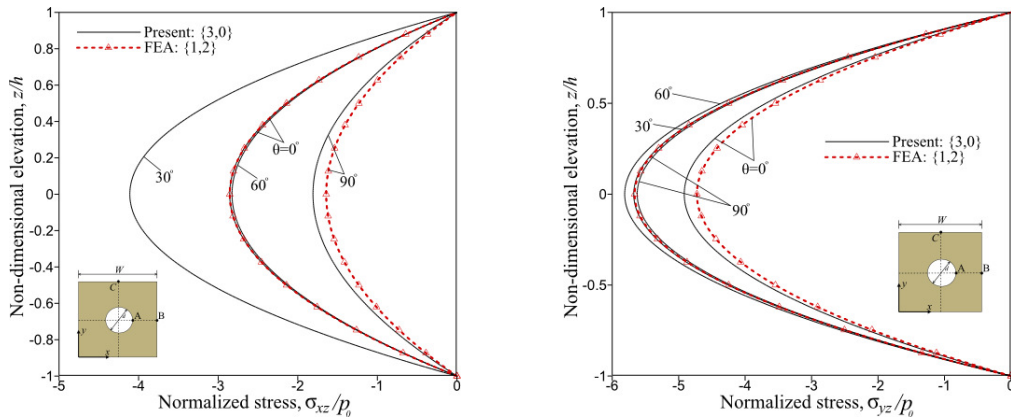 Non-dimensional elevation, z/h
1
0.8
0.6
0.4
0.2
0
-0.2
-0.4
-0.6
-0.8
-1
Present: {3,0}
FEA: {1,2}
30°
θ=0°
60°
90°
W
C
d
A
B
y
x
-5
-4
-3
-2
-1
0
Normalized stress, σxz/p0
Non-dimensional elevation, z/h
1
0.5
0
-0.5
-1
60°
30°
θ=0°
90°
Present: {3,0}
FEA: {1,2}
W
C
d
A
B
y
x
-6
-5
-4
-3
-2
-1
0
Normalized stress, σyz/p0